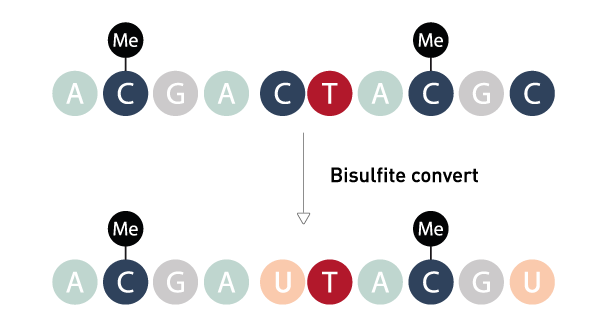 Me Me
A C G A C T A C G C
Bisulfite convert
Me Me
A C G A U T A C G U